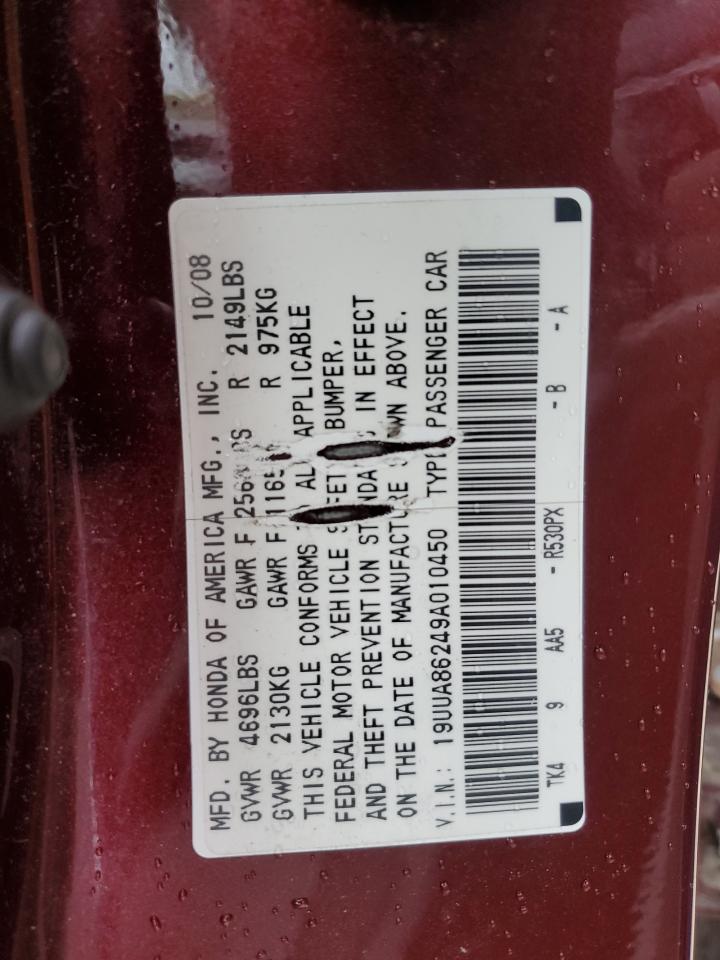 MFD. BY HONDA OF AMERICA MFG., INC. 10/08
GVWR 4696LBS GAWR F R 2149LBS
GVWR 2130KG GAWR F R 975KG
THIS VEHICLE CONFORMS APPLICABLE
FEDERAL MOTOR VEHICLE BUMPER,
AND THEFT PREVENTION IN EFFECT
ON THE DATE OF MANUFACTURE ABOVE.
V.I.N.: 19UUA86249A010450 TYPE PASSENGER CAR
TK4 9 AA5 - R530PX - B - A